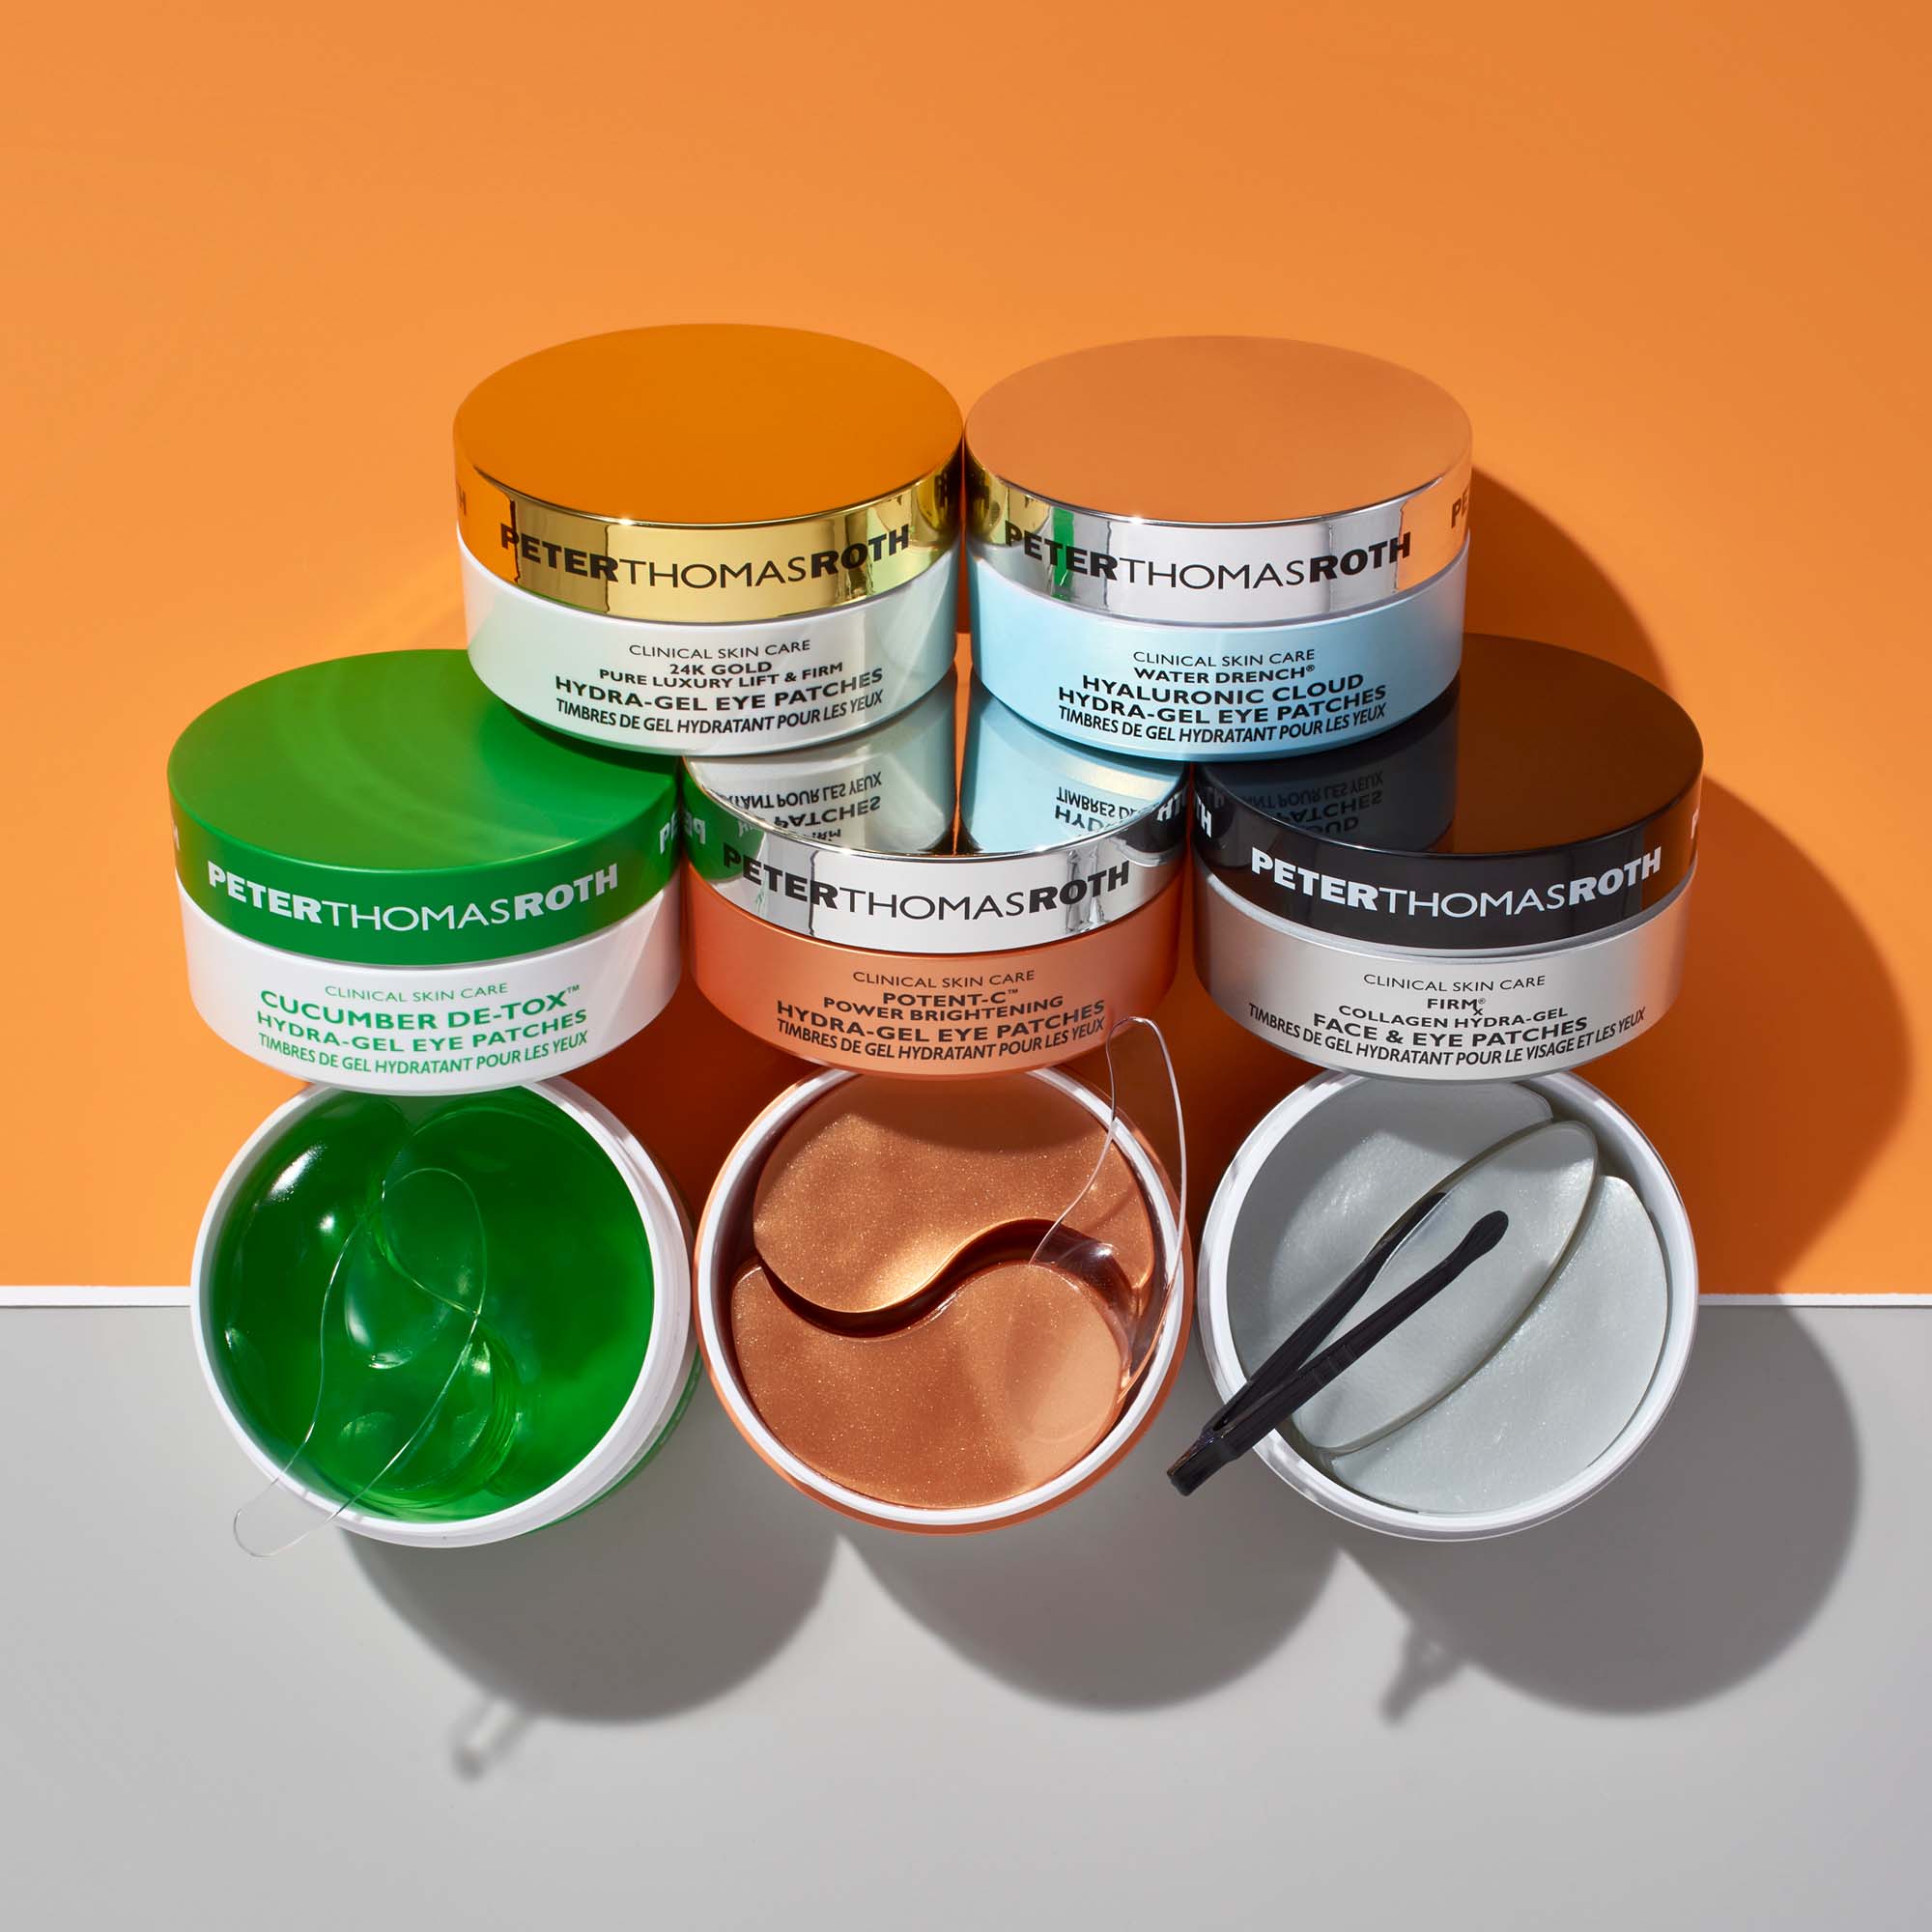 PETERTHOMASROTH
CLINICAL SKIN CARE
24K GOLD
PURE LUXURY LIFT & FIRM
HYDRA-GEL EYE PATCHES
TIMBRES DE GEL HYDRATANT POUR LES YEUX
PETERTHOMASROTH
CLINICAL SKIN CARE
WATER DRENCH®
HYALURONIC CLOUD
HYDRA-GEL EYE PATCHES
TIMBRES DE GEL HYDRATANT POUR LES YEUX
PETERTHOMASROTH
CLINICAL SKIN CARE
CUCUMBER DE-TOX™
HYDRA-GEL EYE PATCHES
TIMBRES DE GEL HYDRATANT POUR LES YEUX
PETERTHOMASROTH
CLINICAL SKIN CARE
POTENT-C™
POWER BRIGHTENING
HYDRA-GEL EYE PATCHES
TIMBRES DE GEL HYDRATANT POUR LES YEUX
PETERTHOMASROTH
CLINICAL SKIN CARE
FIRMX®
COLLAGEN HYDRA-GEL
FACE & EYE PATCHES
TIMBRES DE GEL HYDRATANT POUR LE VISAGE ET LES YEUX